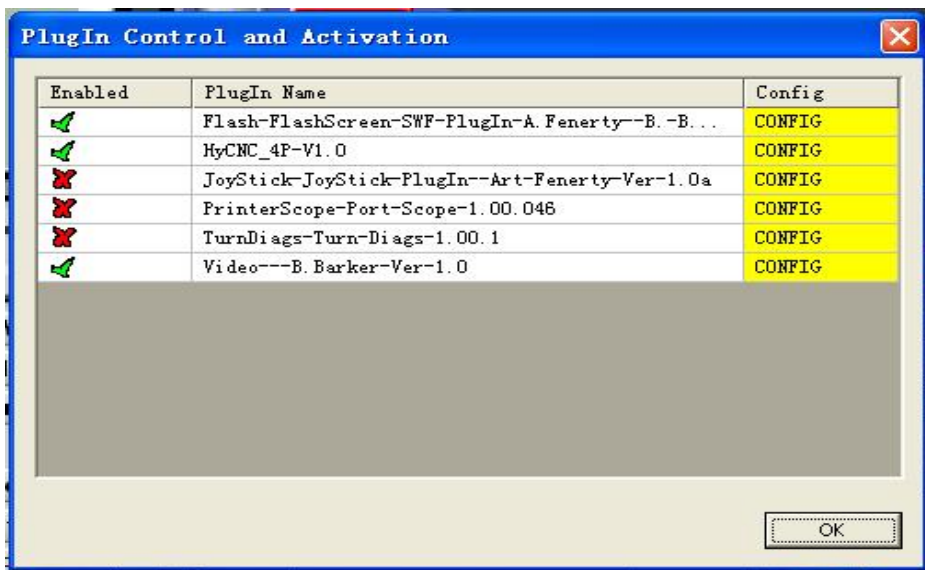 PlugIn Control and Activation
Enabled PlugIn Name Config
Flash-FlashScreen-SWF-PlugIn-A.Fenerty--B.-B... CONFIG
HyCNC_4P-V1.0 CONFIG
JoyStick-JoyStick-PlugIn--Art-Fenerty-Ver-1.0a CONFIG
PrinterScope-Port-Scope-1.00.046 CONFIG
TurnDiags-Turn-Diags-1.00.1 CONFIG
Video---B.Barker-Ver-1.0 CONFIG
OK